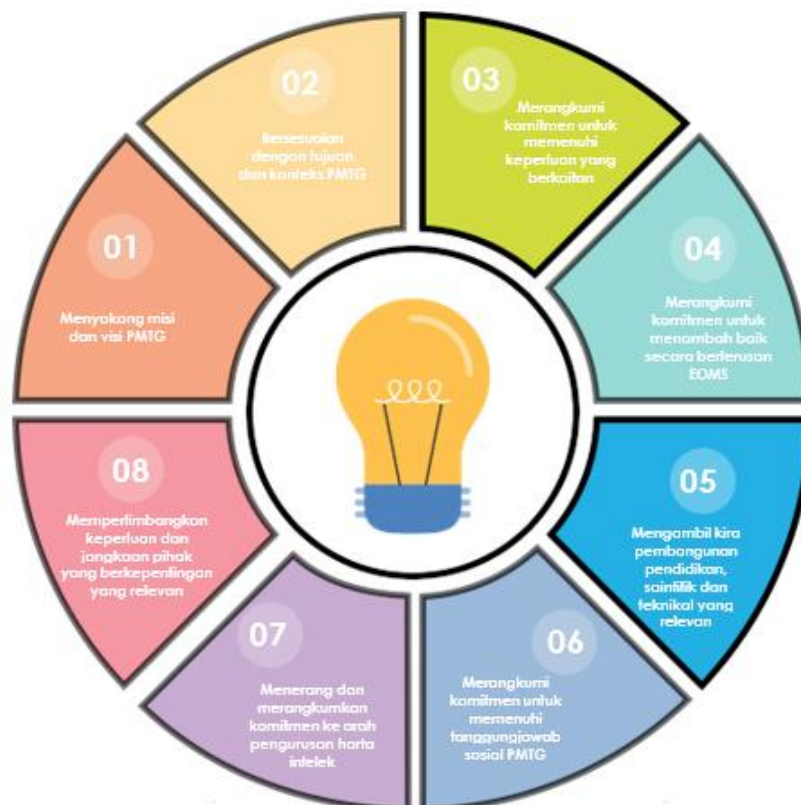 01
Menyokong misi
dan visi PMTG
02
Bersesuaian
dengan tujuan
dan konteks PMTG
03
Merangkumi
komitmen untuk
memenuhi
keperluan yang
berkaitan
04
Merangkumi
komitmen untuk
menambah baik
secara berterusan
EOMS
05
Mengambil kira
pembangunan
pendidikan,
saintifik dan
teknikal yang
relevan
06
Merangkumi
komitmen untuk
memenuhi
tanggungjawab
sosial PMTG
07
Menerang dan
merangkumkan
komitmen ke arah
pengurusan harta
intelek
08
Mempertimbangkan
keperluan dan
jangkaan pihak
yang berkepentingan
yang relevan